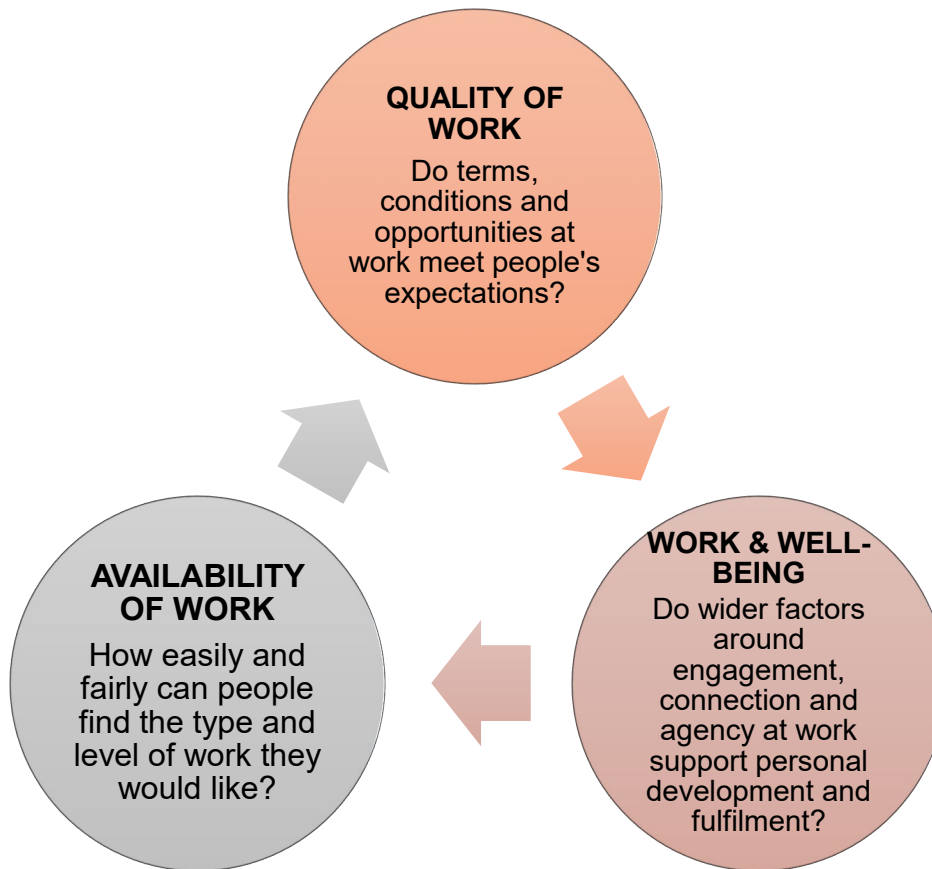 QUALITY OF
WORK
Do terms,
conditions and
opportunities at
work meet people's
expectations?
WORK & WELL-
BEING
Do wider factors
around
engagement,
connection and
agency at work
support personal
development and
fulfilment?
AVAILABILITY
OF WORK
How easily and
fairly can people
find the type and
level of work they
would like?